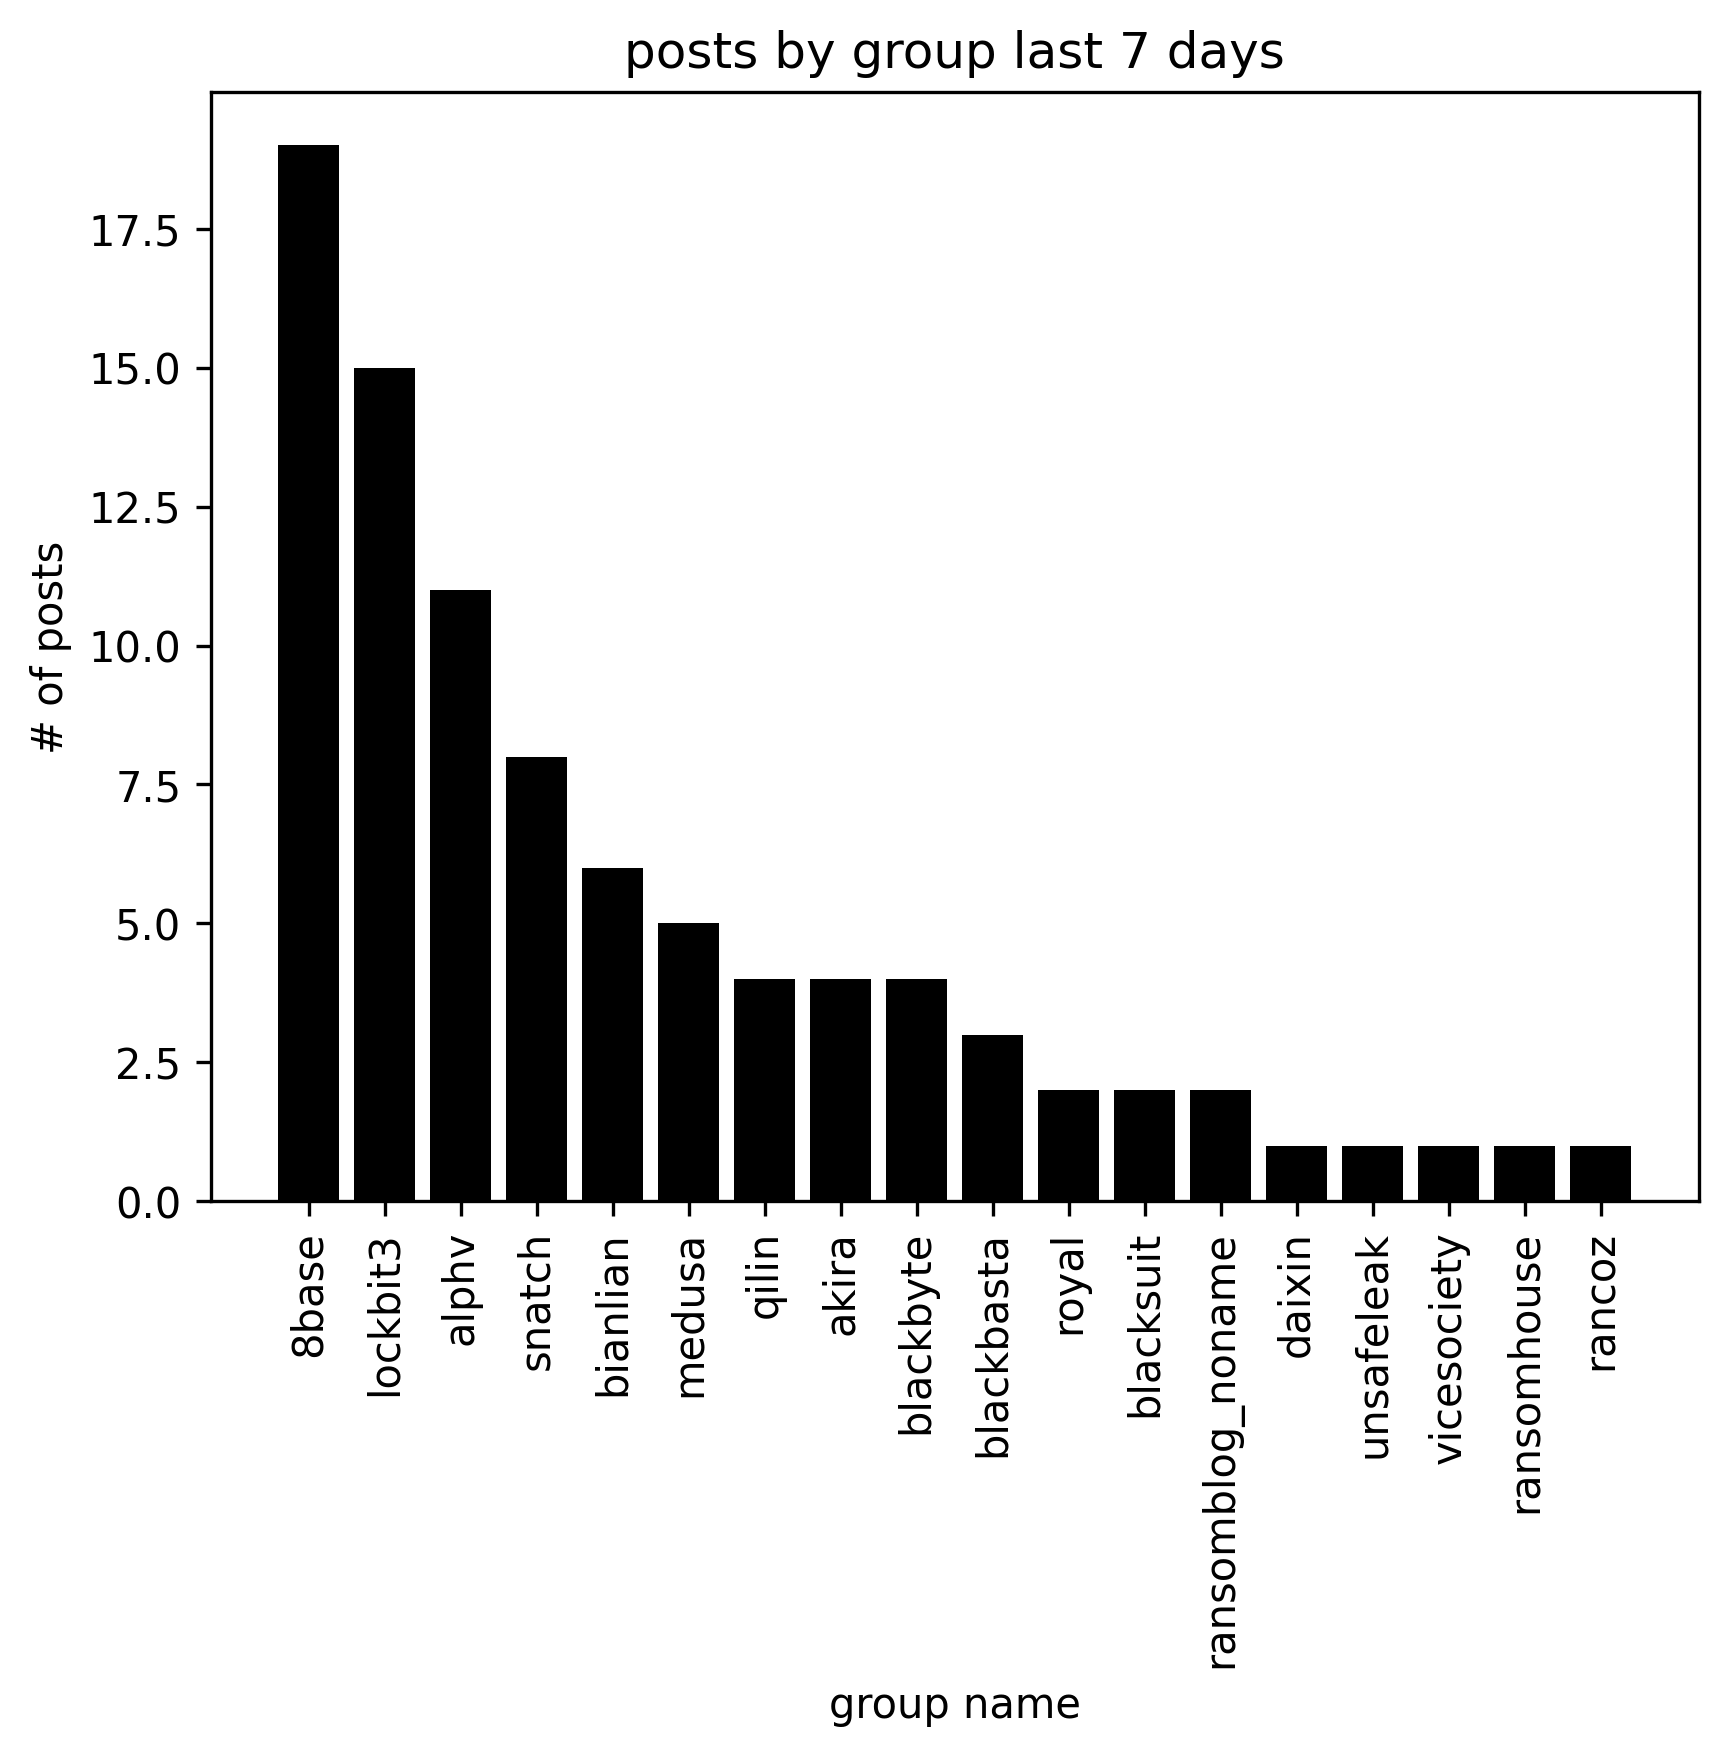 posts by group last 7 days
# of posts
17.5
15.0
12.5
10.0
7.5
5.0
2.5
0.0
8base
lockbit3
alphv
snatch
bianlian
medusa
qilin
akira
blackbyte
blackbasta
royal
blacksuit
ransomblog_noname
daixin
unsafeleak
vicesociety
ransomhouse
rancoz
group name